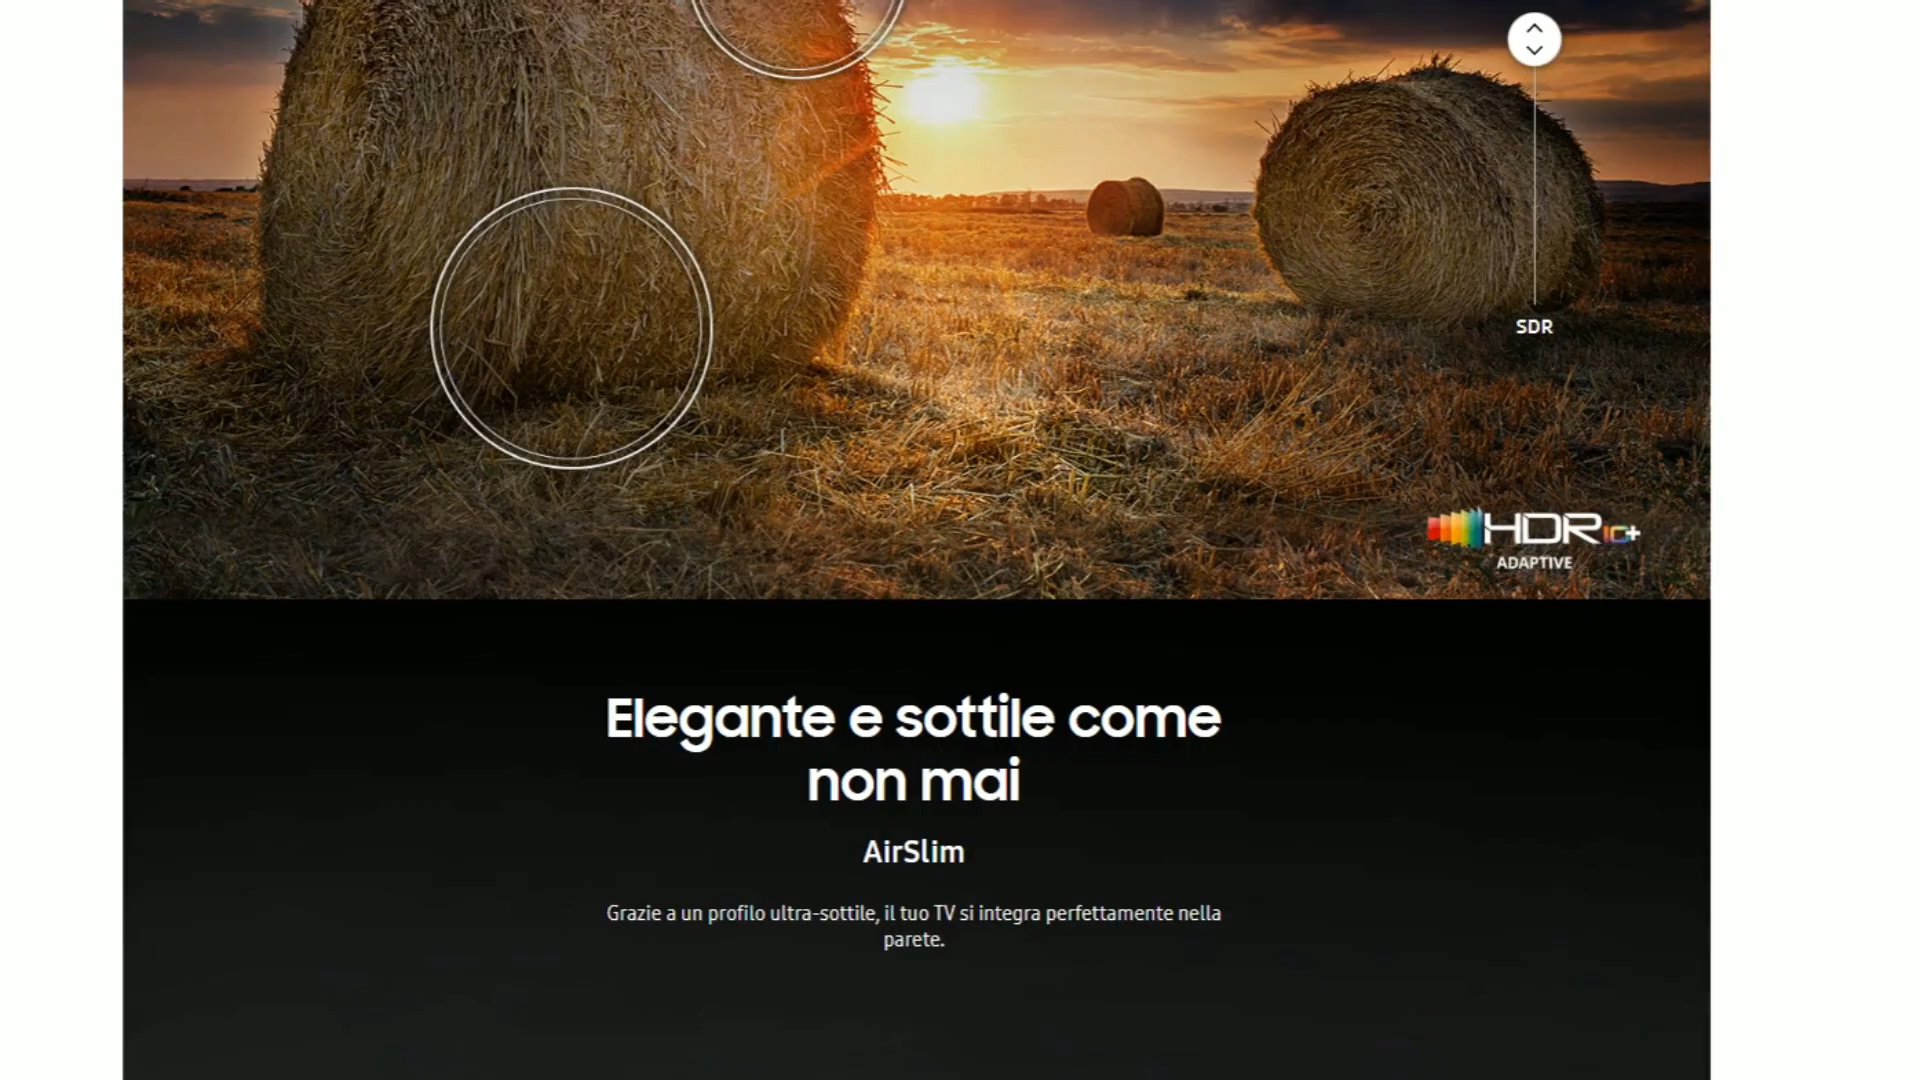 SDR
HDR10+
ADAPTIVE
Elegante e sottile come
non mai
AirSlim
Grazie a un profilo ultra-sottile, il tuo TV si integra perfettamente nella
parete.